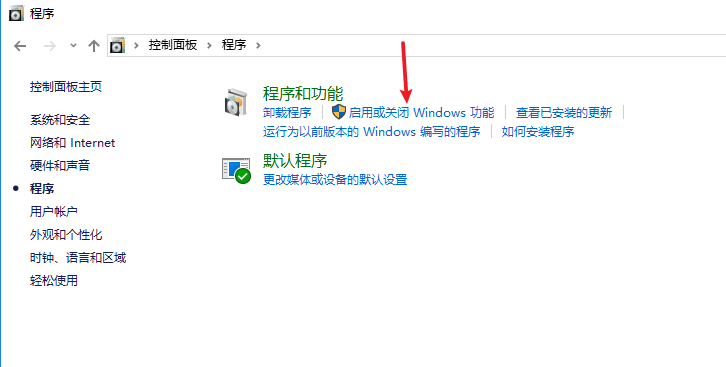 程序
控制面板 程序
控制面板主页
系统和安全
网络和 Internet
硬件和声音
程序
用户帐户
外观和个性化
时钟、语言和区域
轻松使用
程序和功能
卸载程序 启用或关闭 Windows 功能 查看已安装的更新
运行为以前版本的 Windows 编写的程序 如何安装程序
默认程序
更改媒体或设备的默认设置